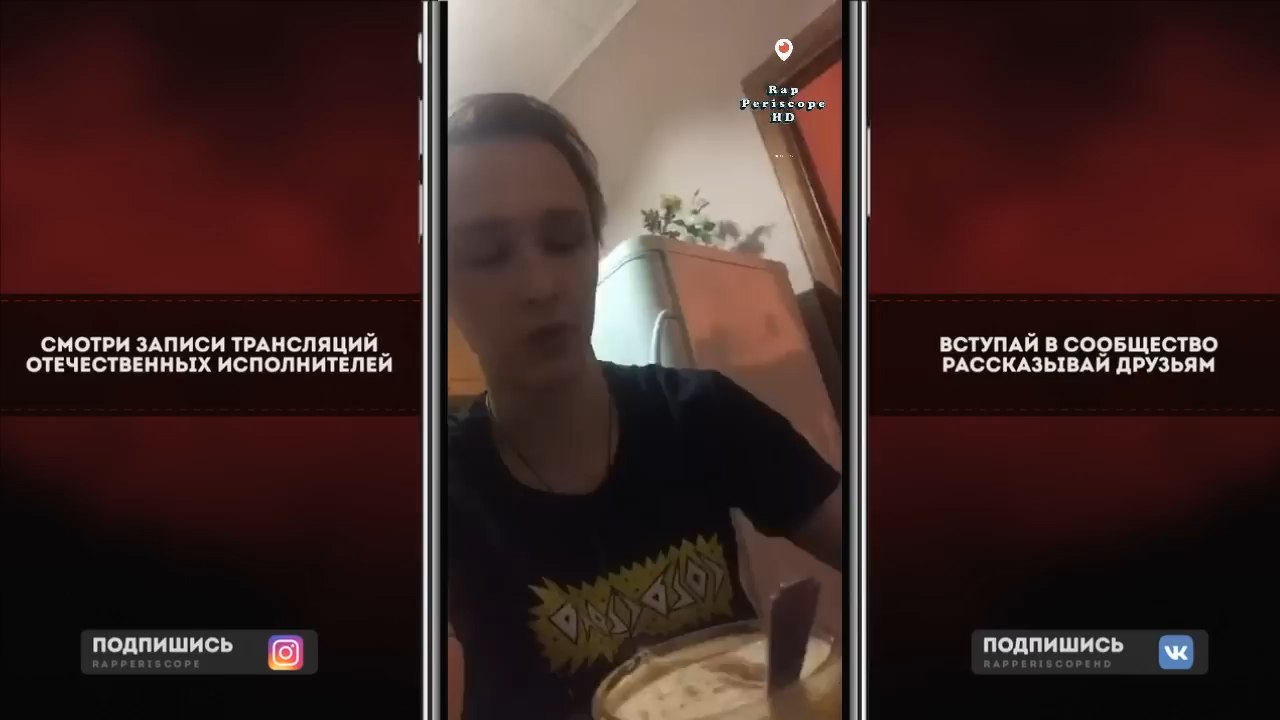 Rap
Periscope
HD
СМОТРИ ЗАПИСИ ТРАНСЛЯЦИЙ
ОТЕЧЕСТВЕННЫХ ИСПОЛНИТЕЛЕЙ
ВСТУПАЙ В СООБЩЕСТВО
РАССКАЗЫВАЙ ДРУЗЬЯМ
ПОДПИШИСЬ
RAPPERISCOPE
ПОДПИШИСЬ
RAPPERISCOPEHD